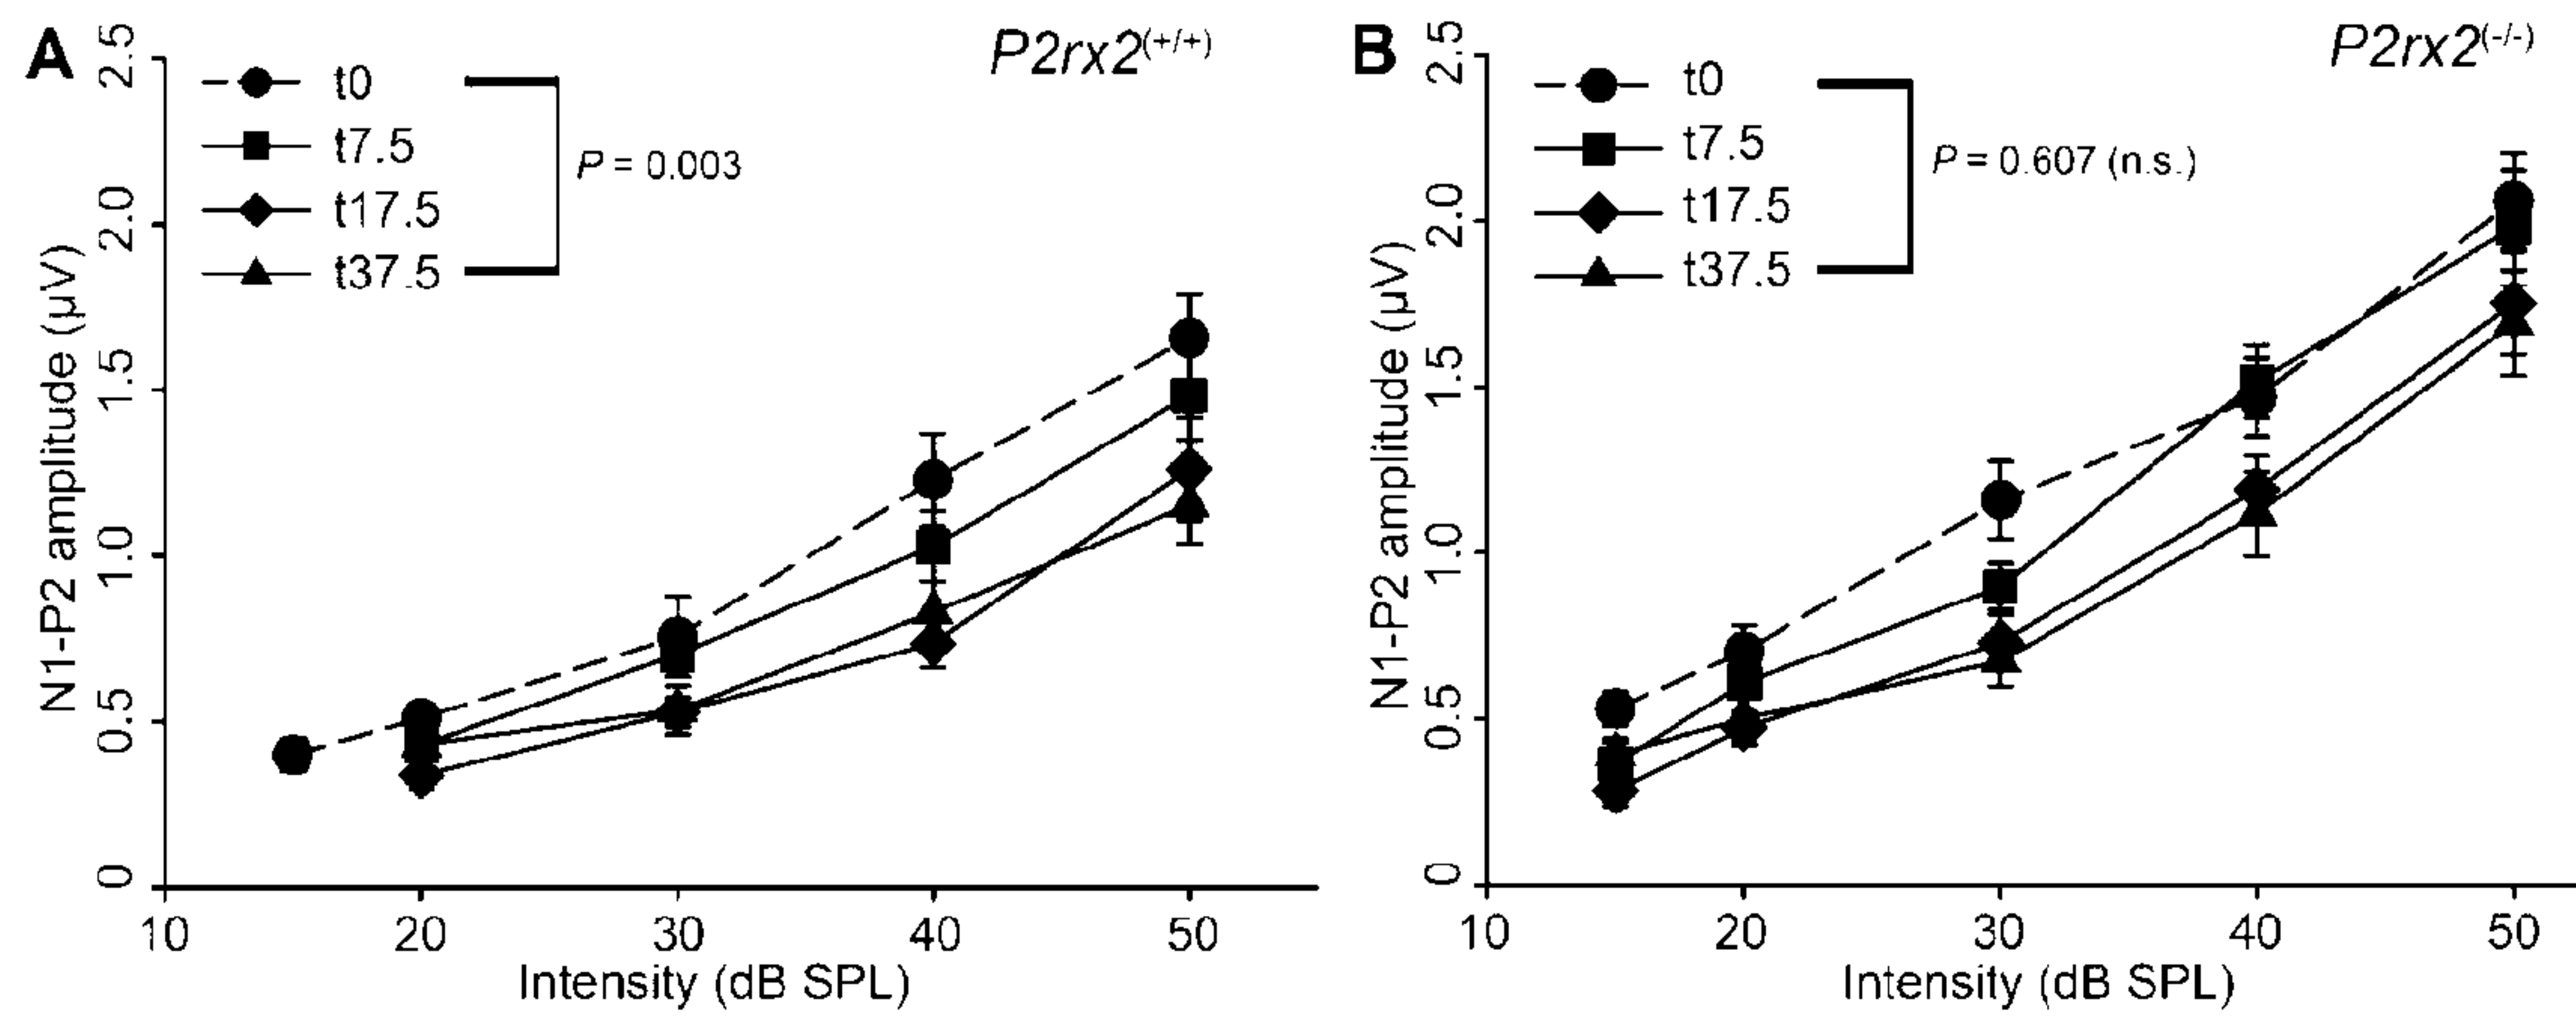 A
P2rx2(+/+)
t0
t7.5
t17.5
t37.5
P = 0.003
N1-P2 amplitude (μV)
2.5
2.0
1.5
1.0
0.5
0
10 20 30 40 50
Intensity (dB SPL)
B
P2rx2(-/-)
t0
t7.5
t17.5
t37.5
P = 0.607 (n.s.)
N1-P2 amplitude (μV)
2.5
2.0
1.5
1.0
0.5
0
10 20 30 40 50
Intensity (dB SPL)